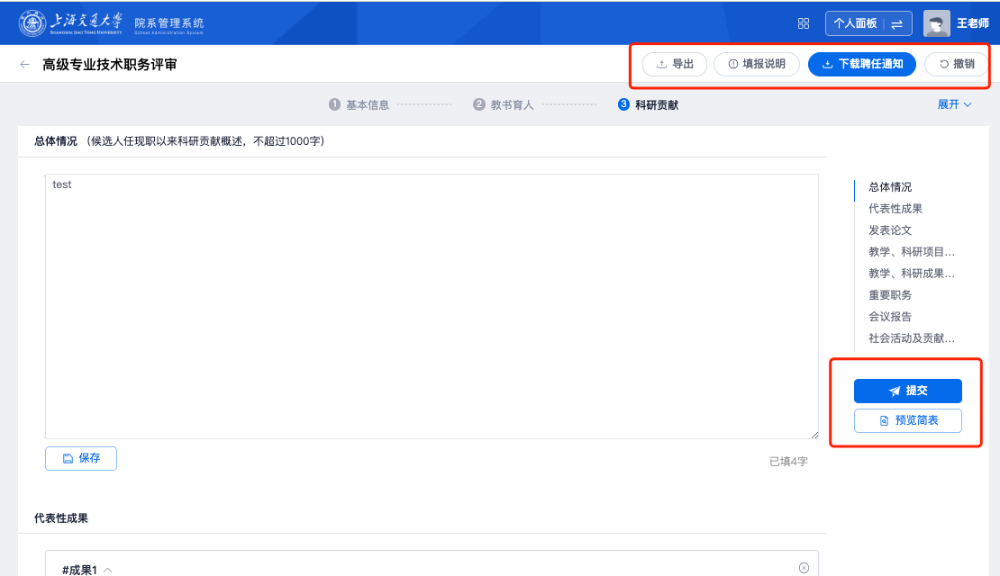 上海交通大学
SHANGHAI JIAO TONG UNIVERSITY
院系管理系统
School Administration System
个人面板
王老师
高级专业技术职务评审
导出
填报说明
下载聘任通知
撤销
1 基本信息
2 教书育人
3 科研贡献
展开
总体情况 （候选人任现职以来科研贡献概述，不超过1000字）
test
保存
已填4字
总体情况
代表性成果
发表论文
教学、科研项目...
教学、科研成果...
重要职务
会议报告
社会活动及贡献...
提交
预览简表
代表性成果
#成果1